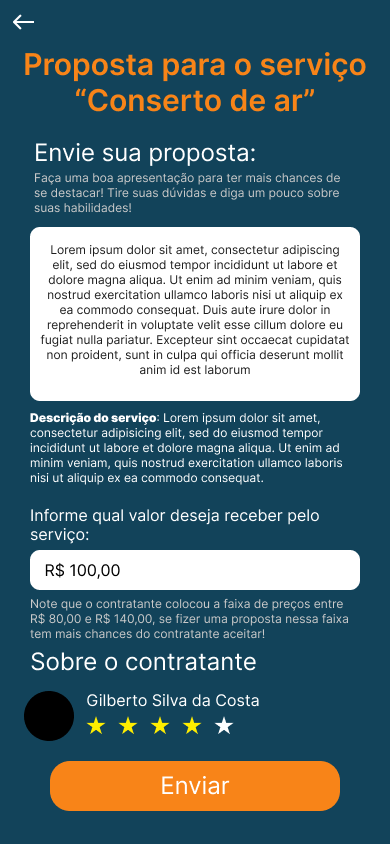 Proposta para o serviço
“Conserto de ar”
Envie sua proposta:
Faça uma boa apresentação para ter mais chances de
se destacar! Tire suas dúvidas e diga um pouco sobre
suas habilidades!
Lorem ipsum dolor sit amet, consectetur adipiscing
elit, sed do eiusmod tempor incididunt ut labore et
dolore magna aliqua. Ut enim ad minim veniam, quis
nostrud exercitation ullamco laboris nisi ut aliquip ex
ea commodo consequat. Duis aute irure dolor in
reprehenderit in voluptate velit esse cillum dolore eu
fugiat nulla pariatur. Excepteur sint occaecat cupidatat
non proident, sunt in culpa qui officia deserunt mollit
anim id est laborum
Descrição do serviço: Lorem ipsum dolor sit amet,
consectetur adipisicing elit, sed do eiusmod tempor
incididunt ut labore et dolore magna aliqua. Ut enim ad
minim veniam, quis nostrud exercitation ullamco laboris
nisi ut aliquip ex ea commodo consequat.
Informe qual valor deseja receber pelo
serviço:
R$ 100,00
Note que o contratante colocou a faixa de preços entre
R$ 80,00 e R$ 140,00, se fizer uma proposta nessa faixa
tem mais chances do contratante aceitar!
Sobre o contratante
Gilberto Silva da Costa
Enviar